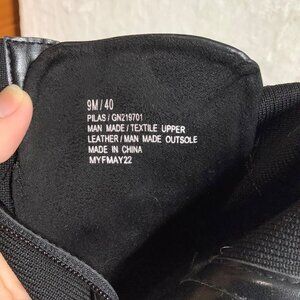 9M/40
PILAS/GN219701
MAN MADE/TEXTILE UPPER
LEATHER/MAN MADE OUTSOLE
MADE IN CHINA
MYFMAY22